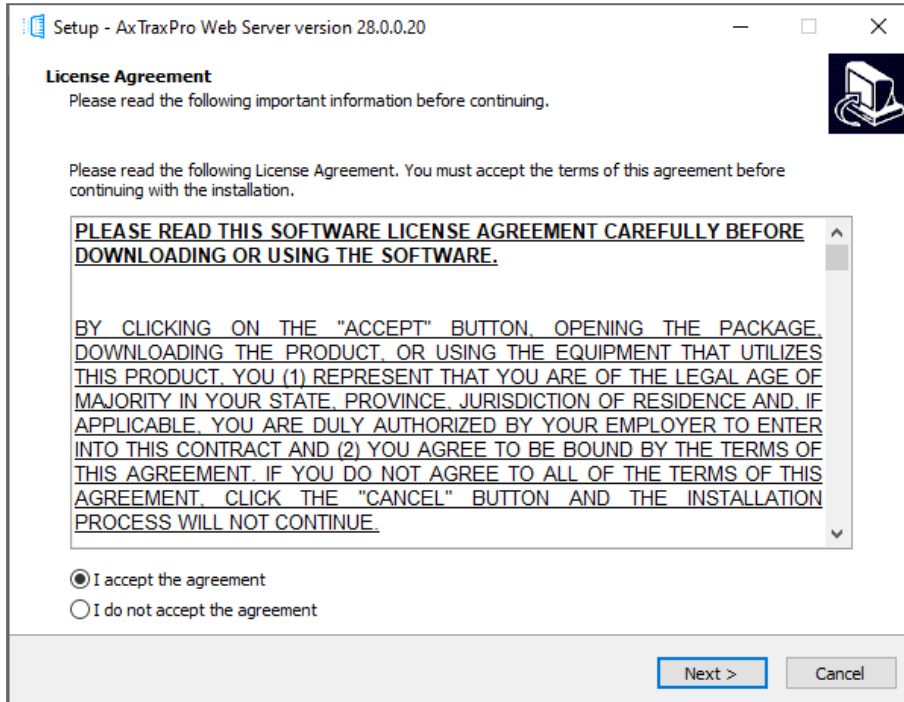 Setup - AxTraxPro Web Server version 28.0.0.20
License Agreement
Please read the following important information before continuing.
Please read the following License Agreement. You must accept the terms of this agreement before
continuing with the installation.
PLEASE READ THIS SOFTWARE LICENSE AGREEMENT CAREFULLY BEFORE
DOWNLOADING OR USING THE SOFTWARE.
BY CLICKING ON THE "ACCEPT" BUTTON, OPENING THE PACKAGE,
DOWNLOADING THE PRODUCT, OR USING THE EQUIPMENT THAT UTILIZES
THIS PRODUCT, YOU (1) REPRESENT THAT YOU ARE OF THE LEGAL AGE OF
MAJORITY IN YOUR STATE, PROVINCE, JURISDICTION OF RESIDENCE AND, IF
APPLICABLE, YOU ARE DULY AUTHORIZED BY YOUR EMPLOYER TO ENTER
INTO THIS CONTRACT AND (2) YOU AGREE TO BE BOUND BY THE TERMS OF
THIS AGREEMENT. IF YOU DO NOT AGREE TO ALL OF THE TERMS OF THIS
AGREEMENT, CLICK THE "CANCEL" BUTTON AND THE INSTALLATION
PROCESS WILL NOT CONTINUE.
I accept the agreement
I do not accept the agreement
Next >
Cancel